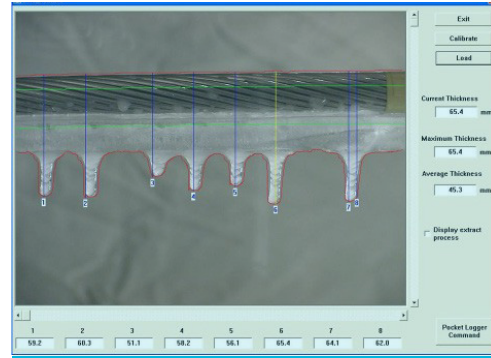 Exit
Calibrate
Load
Current Thickness
65.4 mm
Maximum Thickness
65.4 mm
Average Thickness
45.3 mm
Display extract
process
1 2 3 4 5 6 7 8
1 2 3 4 5 6 7 8
59.2 60.3 51.1 58.2 56.1 65.4 64.1 62.0
Packet Logger
Command